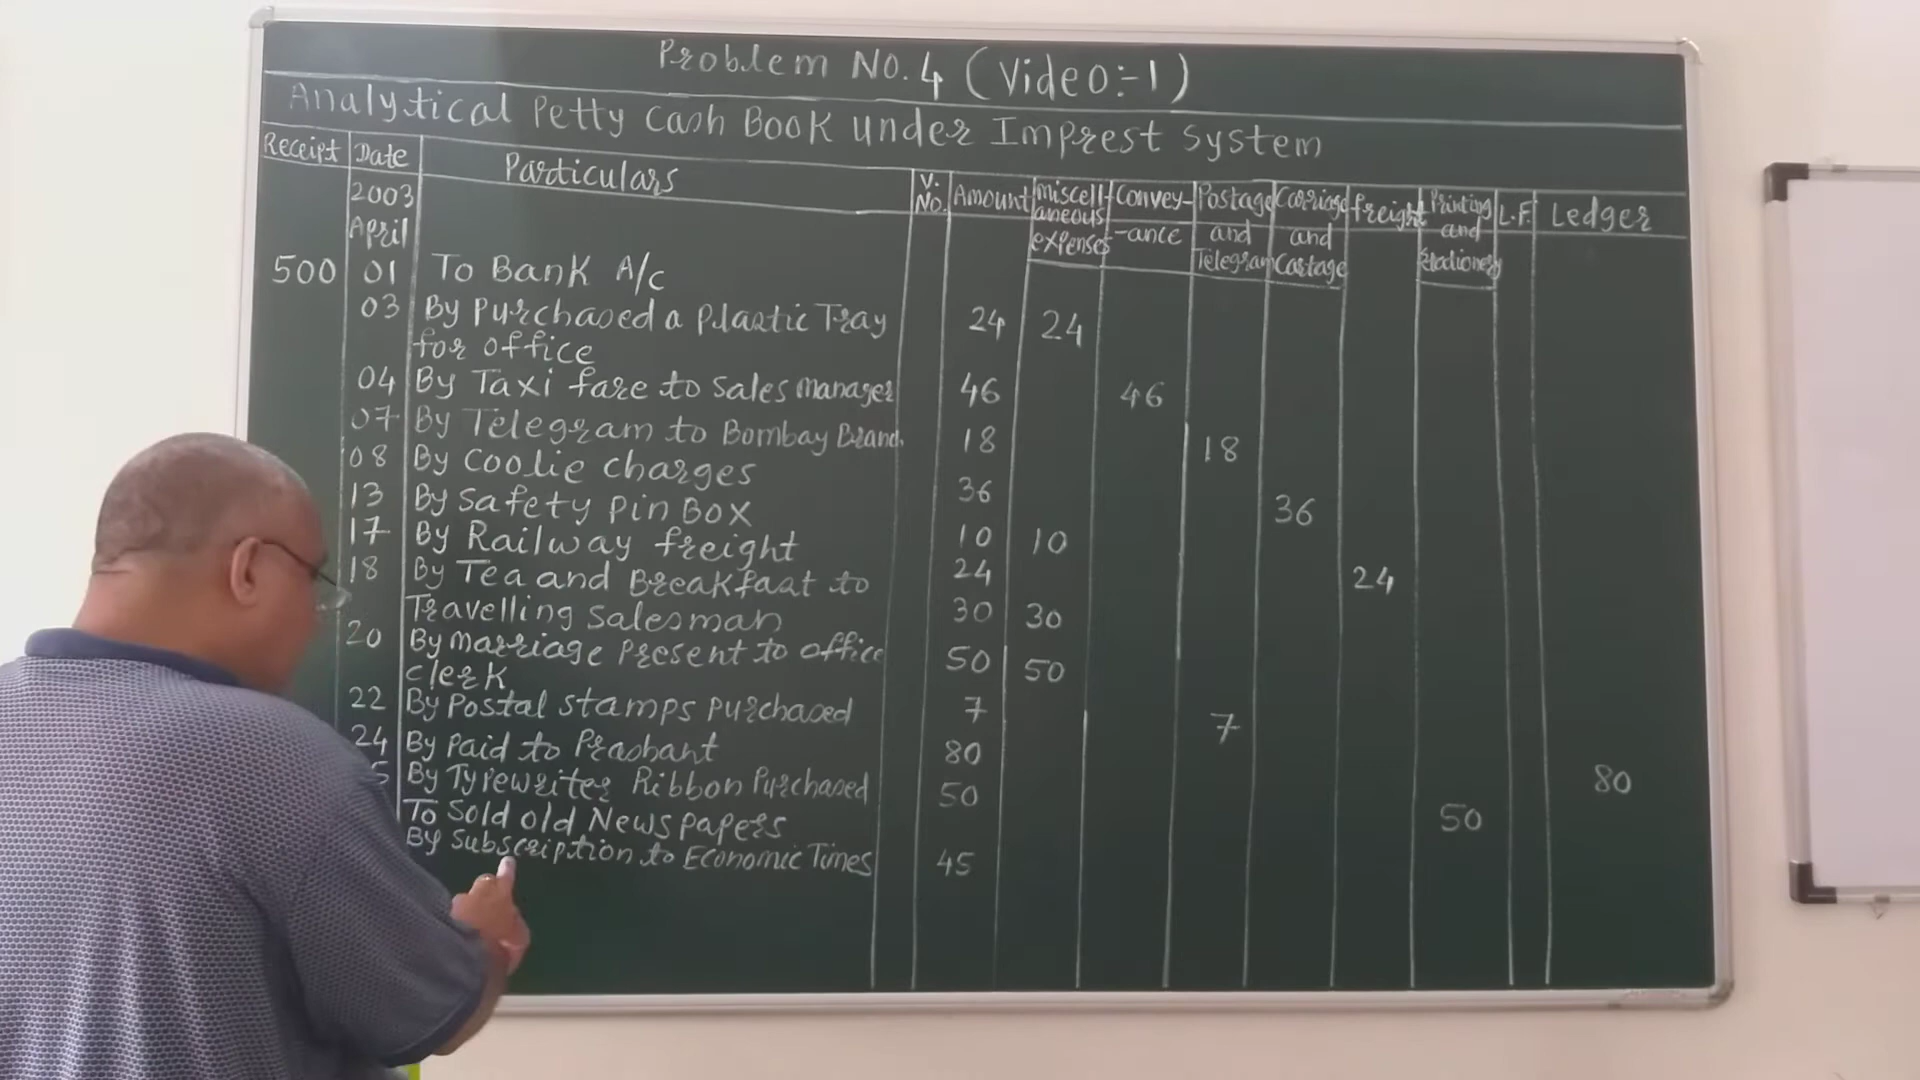 Problem No. 4 (Video:-1)
Analytical Petty Cash Book under Imprest System
Receipt Date Particulars V. No. Amount Miscell-aneous expenses Convey-ance Postage and Telegram Carriage and Cartage freight Printing and Stationery L.F. Ledger
2003
April
500 01 To Bank A/c
03 By Purchased a Plastic Tray 24 24
for office
04 By Taxi fare to Sales Manager 46 46
07 By Telegram to Bombay Branch 18 18
08 By Coolie charges 36 36
13 By Safety Pin Box 10 10
17 By Railway freight 24 24
18 By Tea and Breakfast to
Travelling Salesman 30 30
20 By Marriage Present to office 50 50
clerk
22 By Postal Stamps Purchased 7 7
24 By Paid to Prashant 80 80
5 By Typewriter Ribbon Purchased 50 50
To Sold old Newspapers
By Subscription to Economic Times 45